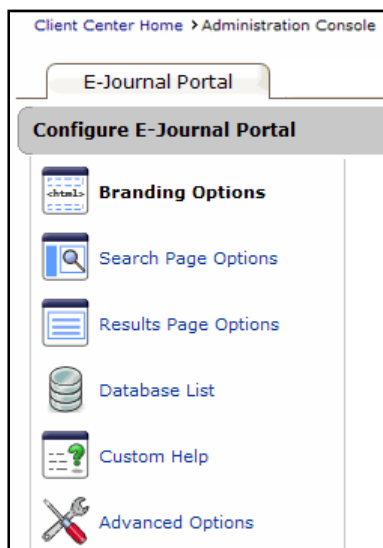 Client Center Home > Administration Console
E-Journal Portal
Configure E-Journal Portal
<html>
Branding Options
Search Page Options
Results Page Options
Database List
Custom Help
Advanced Options